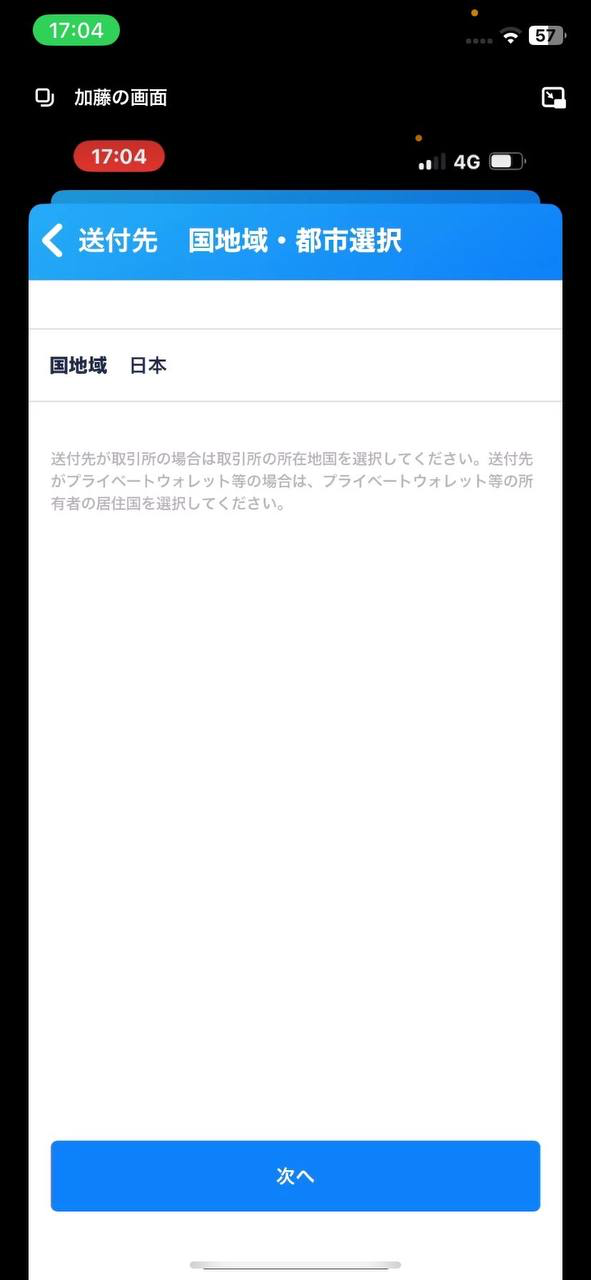 17:04
57
加藤の画面
17:04
4G
送付先 国地域・都市選択
国地域 日本
送付先が取引所の場合は取引所の所在地国を選択してください。送付先
がプライベートウォレット等の場合は、プライベートウォレット等の所
有者の居住国を選択してください。
次へ